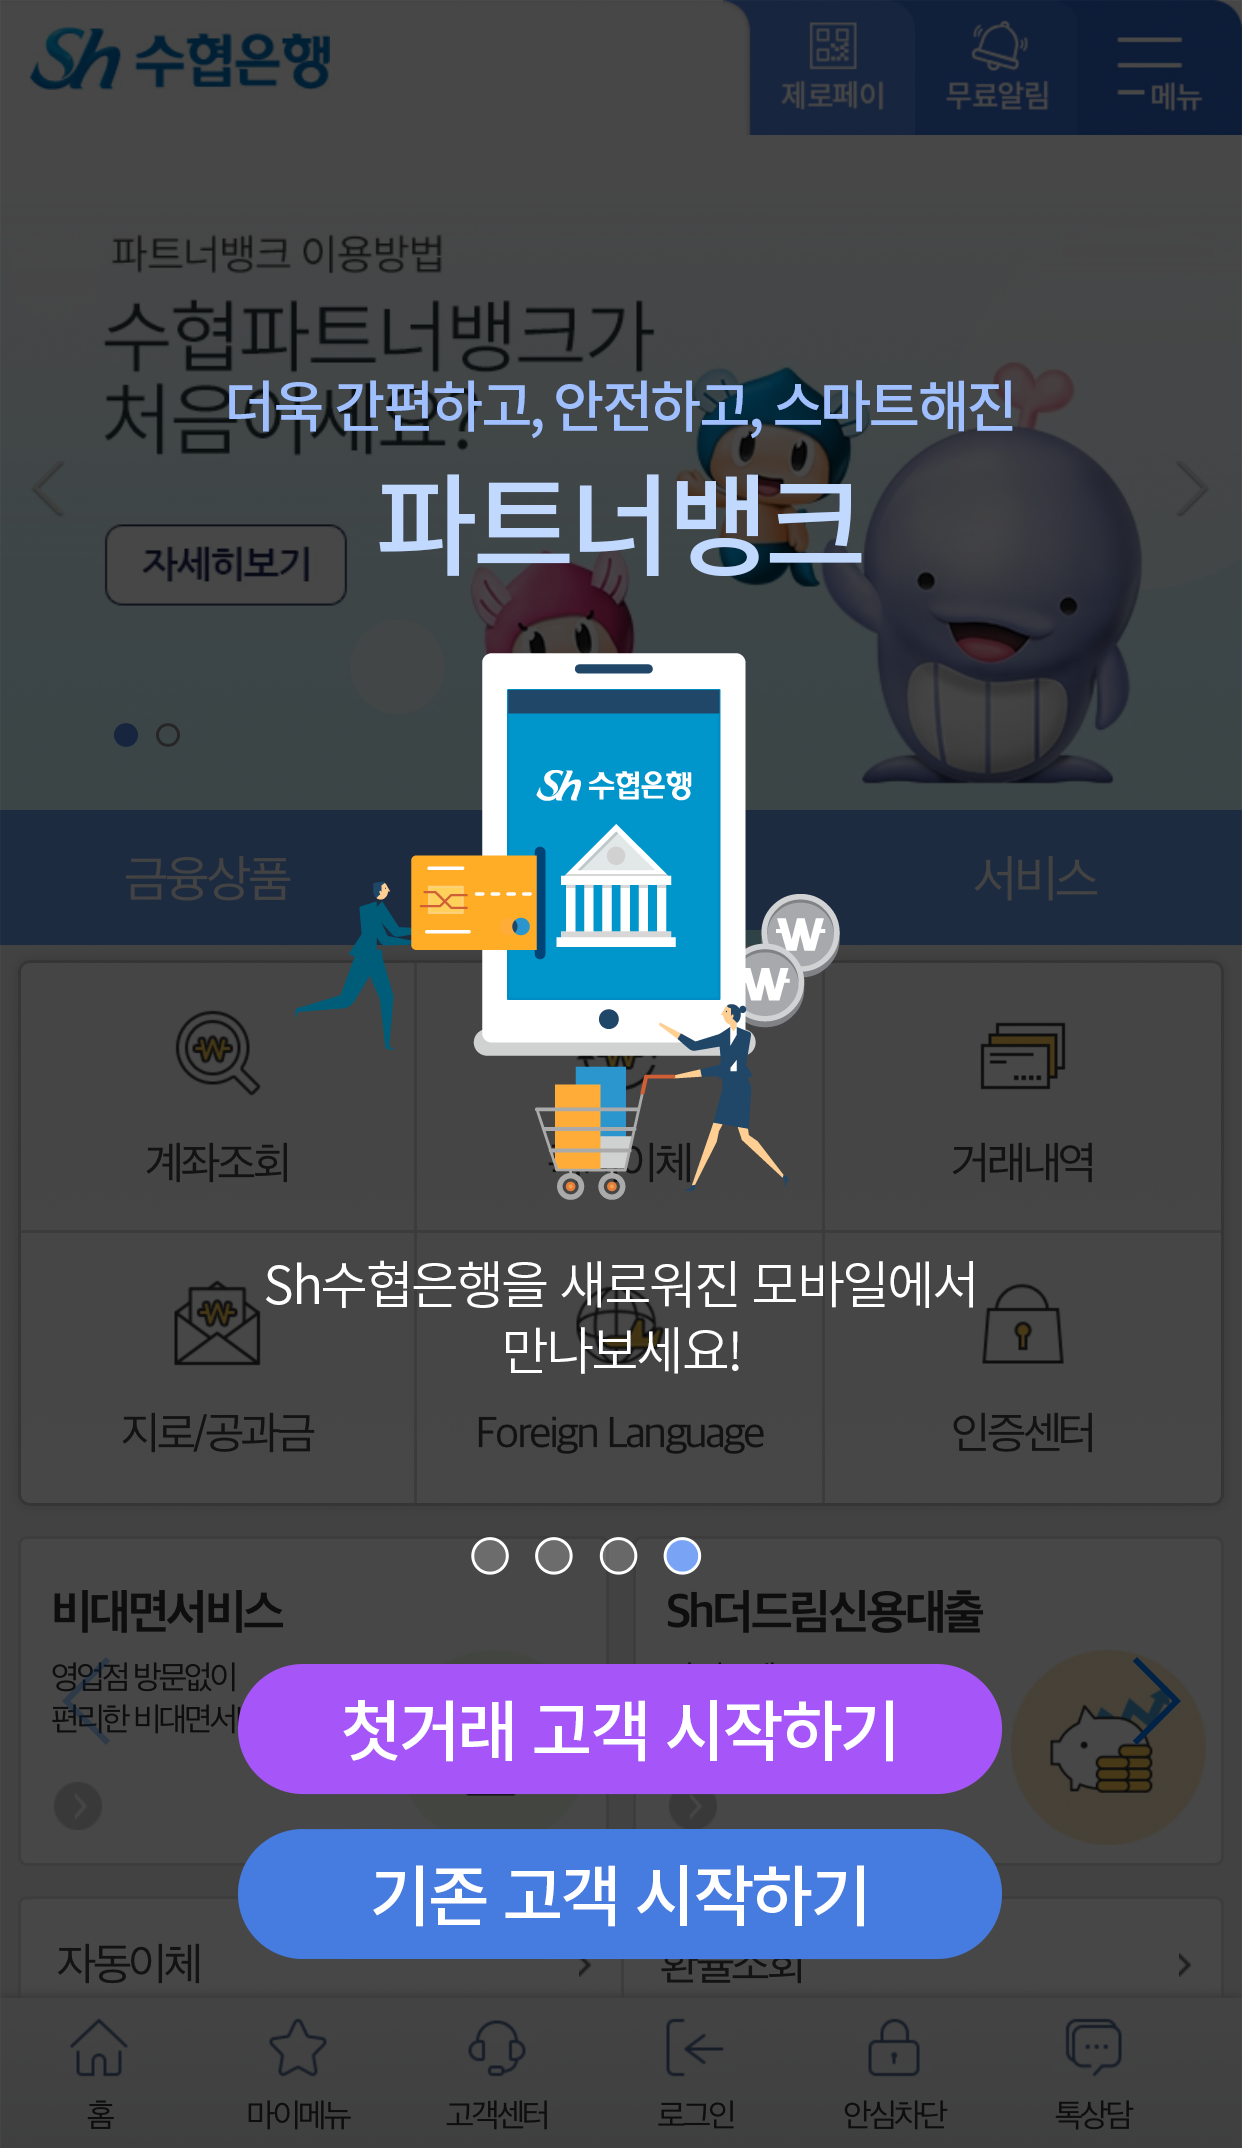 Sh 수협은행
제로페이
무료알림
메뉴
파트너뱅크 이용방법
수협파트너뱅크가
처음이세요?
더욱 간편하고, 안전하고, 스마트해진
파트너뱅크
자세히보기
Sh 수협은행
금융상품
서비스
계좌조회
이체
거래내역
Sh수협은행을 새로워진 모바일에서
만나보세요!
지로/공과금
Foreign Language
인증센터
비대면서비스
영업점 방문없이
편리한 비대면서비
Sh더드림신용대출
첫거래 고객 시작하기
기존 고객 시작하기
자동이체
환율조회
홈
마이메뉴
고객센터
로그인
안심차단
톡상담